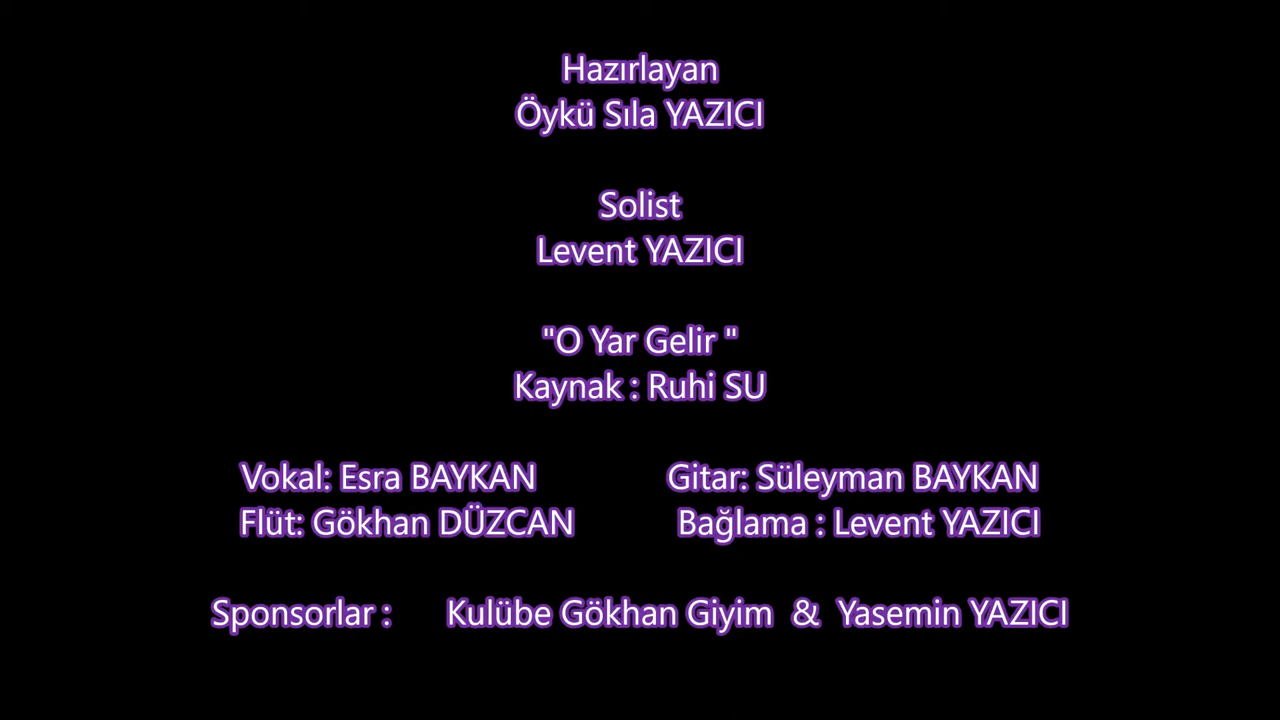 Hazırlayan
Öykü Sıla YAZICI
Solist
Levent YAZICI
"O Yar Gelir "
Kaynak : Ruhi SU
Vokal: Esra BAYKAN Gitar: Süleyman BAYKAN
Flüt: Gökhan DÜZCAN Bağlama : Levent YAZICI
Sponsorlar : Kulübe Gökhan Giyim & Yasemin YAZICI